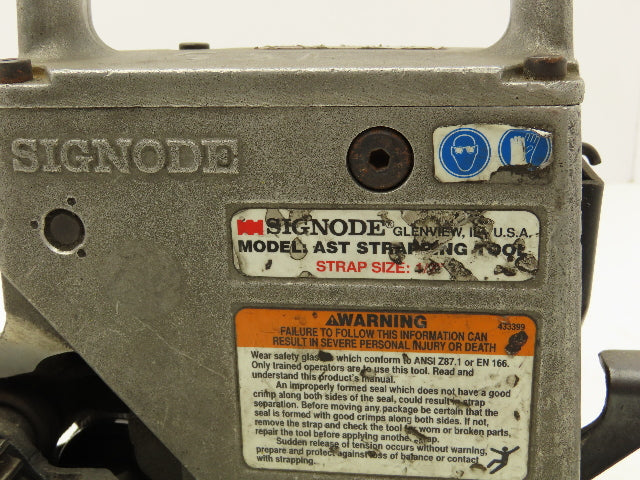 SIGNODE
SIGNODE® GLENVIEW, IL, U.S.A.
MODEL: AST STRAPPING TOOL
STRAP SIZE:
WARNING
433399
FAILURE TO FOLLOW THIS INFORMATION CAN
RESULT IN SEVERE PERSONAL INJURY OR DEATH
Wear safety glasses which conform to ANSI Z87.1 or EN 166.
Only trained operators are to use this tool. Read and
understand this product's manual.
An improperly formed seal which does not have a good
crimp along both sides of the seal, could result in strap
separation. Before moving any package be certain that the
seal is formed with good crimps along both sides. If not,
remove the strap and check the tool for worn or broken parts,
repair the tool before applying another strap.
Sudden release of tension occurs without warning,
prepare and protect against loss of balance or contact
with strapping.